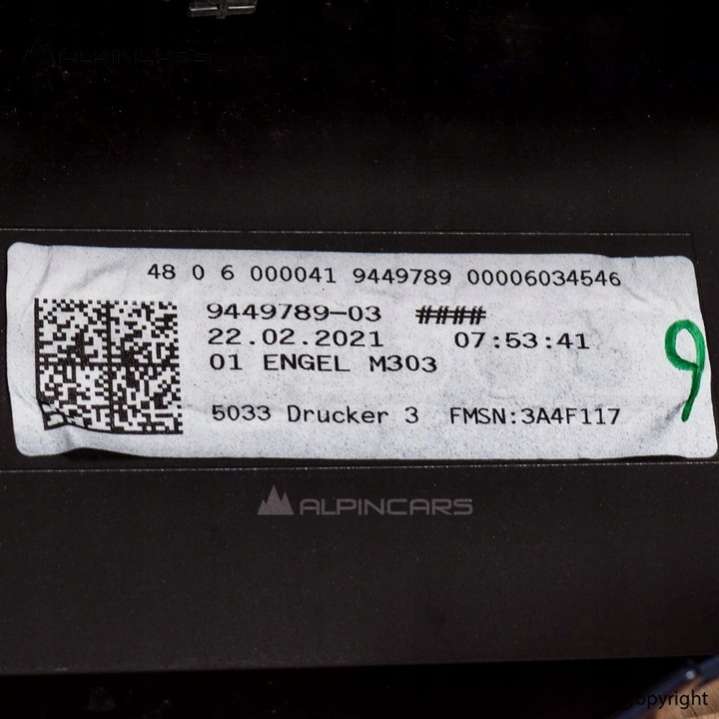 48 0 6 000041 9449789 00006034546
9449789-03 ####
22.02.2021 07:53:41
01 ENGEL M303
5033 Drucker 3 FMSN:3A4F117
9
ALPINCARS